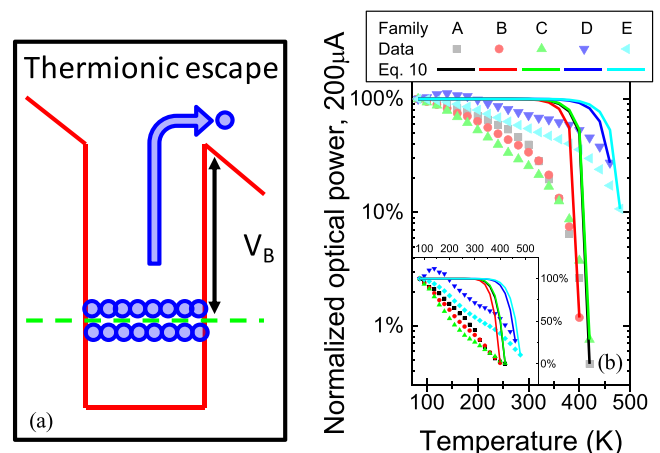 Thermionic escape
V_B
(a)
Family A B C D E
Data
Eq. 10
Normalized optical power, 200μA
100%
10%
1%
100 200 300 400 500
100%
50%
0%
(b)
100 200 300 400 500
Temperature (K)